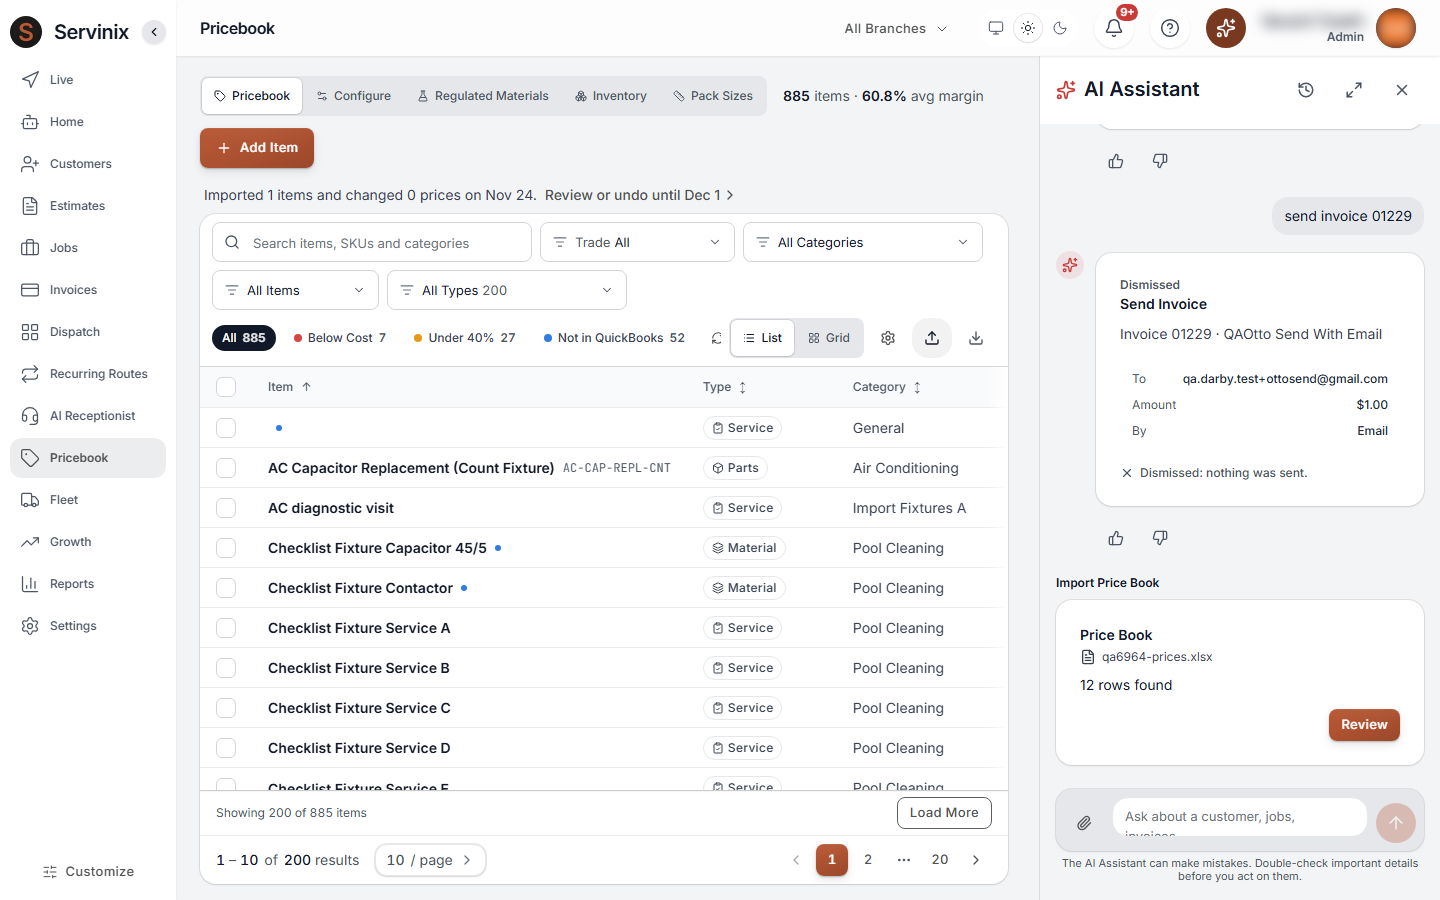 Servinix
Live
Home
Customers
Estimates
Jobs
Invoices
Dispatch
Recurring Routes
AI Receptionist
Pricebook
Fleet
Growth
Reports
Settings
Customize
Pricebook
All Branches
9+
Admin
Pricebook
Configure
Regulated Materials
Inventory
Pack Sizes
885 items · 60.8% avg margin
Add Item
Imported 1 items and changed 0 prices on Nov 24. Review or undo until Dec 1
Search items, SKUs and categories
Trade All
All Categories
All Items
All Types 200
All 885
Below Cost 7
Under 40% 27
Not in QuickBooks 52
List
Grid
Item
Type
Category
Service
General
AC Capacitor Replacement (Count Fixture) AC-CAP-REPL-CNT
Parts
Air Conditioning
AC diagnostic visit
Service
Import Fixtures A
Checklist Fixture Capacitor 45/5
Material
Pool Cleaning
Checklist Fixture Contactor
Material
Pool Cleaning
Checklist Fixture Service A
Service
Pool Cleaning
Checklist Fixture Service B
Service
Pool Cleaning
Checklist Fixture Service C
Service
Pool Cleaning
Checklist Fixture Service D
Service
Pool Cleaning
Checklist Fixture Service
Service
Pool Cleaning
Showing 200 of 885 items
Load More
1 – 10 of 200 results
10 / page
1
2
•••
20
AI Assistant
send invoice 01229
Dismissed
Send Invoice
Invoice 01229 · QAOtto Send With Email
To
qa.darby.test+ottosend@gmail.com
Amount
$1.00
By
Email
Dismissed: nothing was sent.
Import Price Book
Price Book
qa6964-prices.xlsx
12 rows found
Review
Ask about a customer, jobs,
invoices
The AI Assistant can make mistakes. Double-check important details
before you act on them.